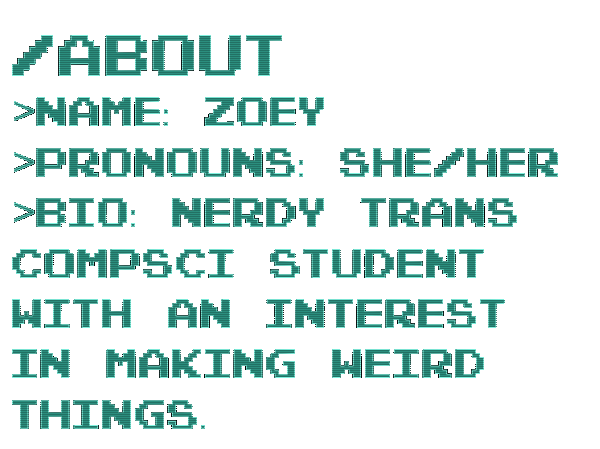 /ABOUT
>NAME: ZOEY
>PRONOUNS: SHE/HER
>BIO: NERDY TRANS
COMPSCI STUDENT
WITH AN INTEREST
IN MAKING WEIRD
THINGS.